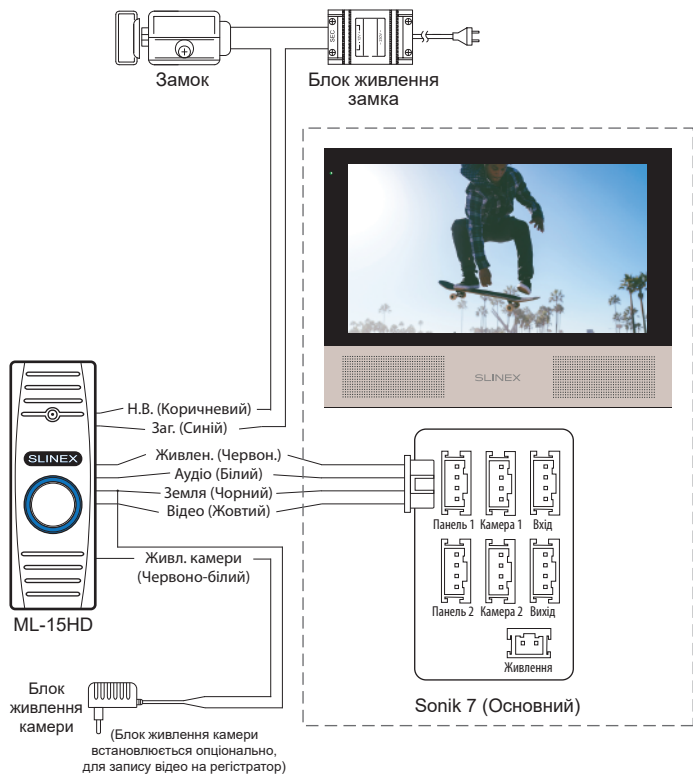 Замок
Блок живлення
замка
SEC
SLINEX
Н.В. (Коричневий)
Заг. (Синій)
SLINEX
Живлен. (Червон.)
Аудіо (Білий)
Земля (Чорний)
Відео (Жовтий)
Живл. камери
(Червоно-білий)
ML-15HD
Панель 1 Камера 1 Вхід
Панель 2 Камера 2 Вихід
Живлення
Sonik 7 (Основний)
Блок
живлення
камери
(Блок живлення камери
встановлюється опціонально,
для запису відео на регістратор)